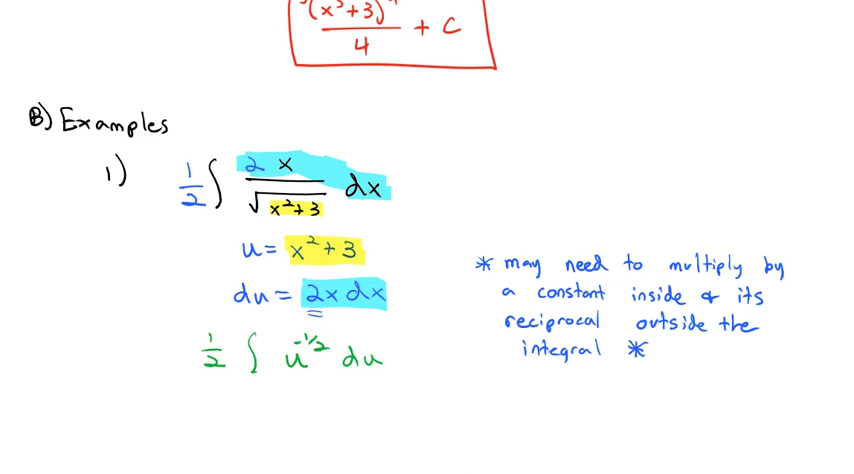 (x³+3)⁴
4
+ C
B) Examples
1) 1/2 ∫ 2x/√(x²+3) dx
u = x² + 3
du = 2x dx
1/2 ∫ u^(-1/2) du
* may need to multiply by
a constant inside & its
reciprocal outside the
integral *